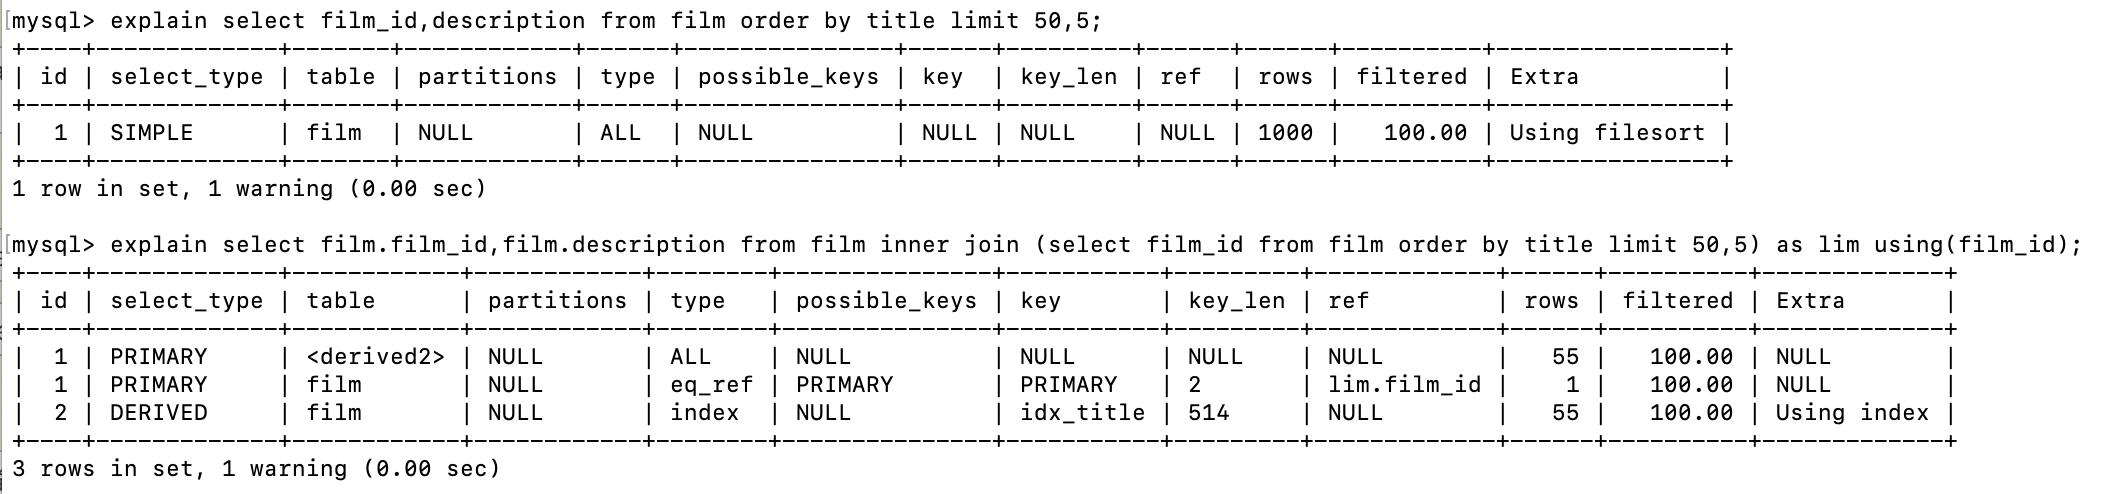 [mysql> explain select film_id,description from film order by title limit 50,5;
+----+-------------+-------+------------+------+---------------+------+---------+------+------+----------+----------------+
| id | select_type | table | partitions | type | possible_keys | key  | key_len | ref  | rows | filtered | Extra          |
+----+-------------+-------+------------+------+---------------+------+---------+------+------+----------+----------------+
|  1 | SIMPLE      | film  | NULL       | ALL  | NULL          | NULL | NULL    | NULL | 1000 |   100.00 | Using filesort |
+----+-------------+-------+------------+------+---------------+------+---------+------+------+----------+----------------+
1 row in set, 1 warning (0.00 sec)
[mysql> explain select film.film_id,film.description from film inner join (select film_id from film order by title limit 50,5) as lim using(film_id);
+----+-------------+------------+------------+--------+---------------+-----------+---------+-------------+------+----------+-------------+
| id | select_type | table      | partitions | type   | possible_keys | key       | key_len | ref         | rows | filtered | Extra       |
+----+-------------+------------+------------+--------+---------------+-----------+---------+-------------+------+----------+-------------+
|  1 | PRIMARY     | <derived2> | NULL       | ALL    | NULL          | NULL      | NULL    | NULL        |   55 |   100.00 | NULL        |
|  1 | PRIMARY     | film       | NULL       | eq_ref | PRIMARY       | PRIMARY   | 2       | lim.film_id |    1 |   100.00 | NULL        |
|  2 | DERIVED     | film       | NULL       | index  | NULL          | idx_title | 514     | NULL        |   55 |   100.00 | Using index |
+----+-------------+------------+------------+--------+---------------+-----------+---------+-------------+------+----------+-------------+
3 rows in set, 1 warning (0.00 sec)